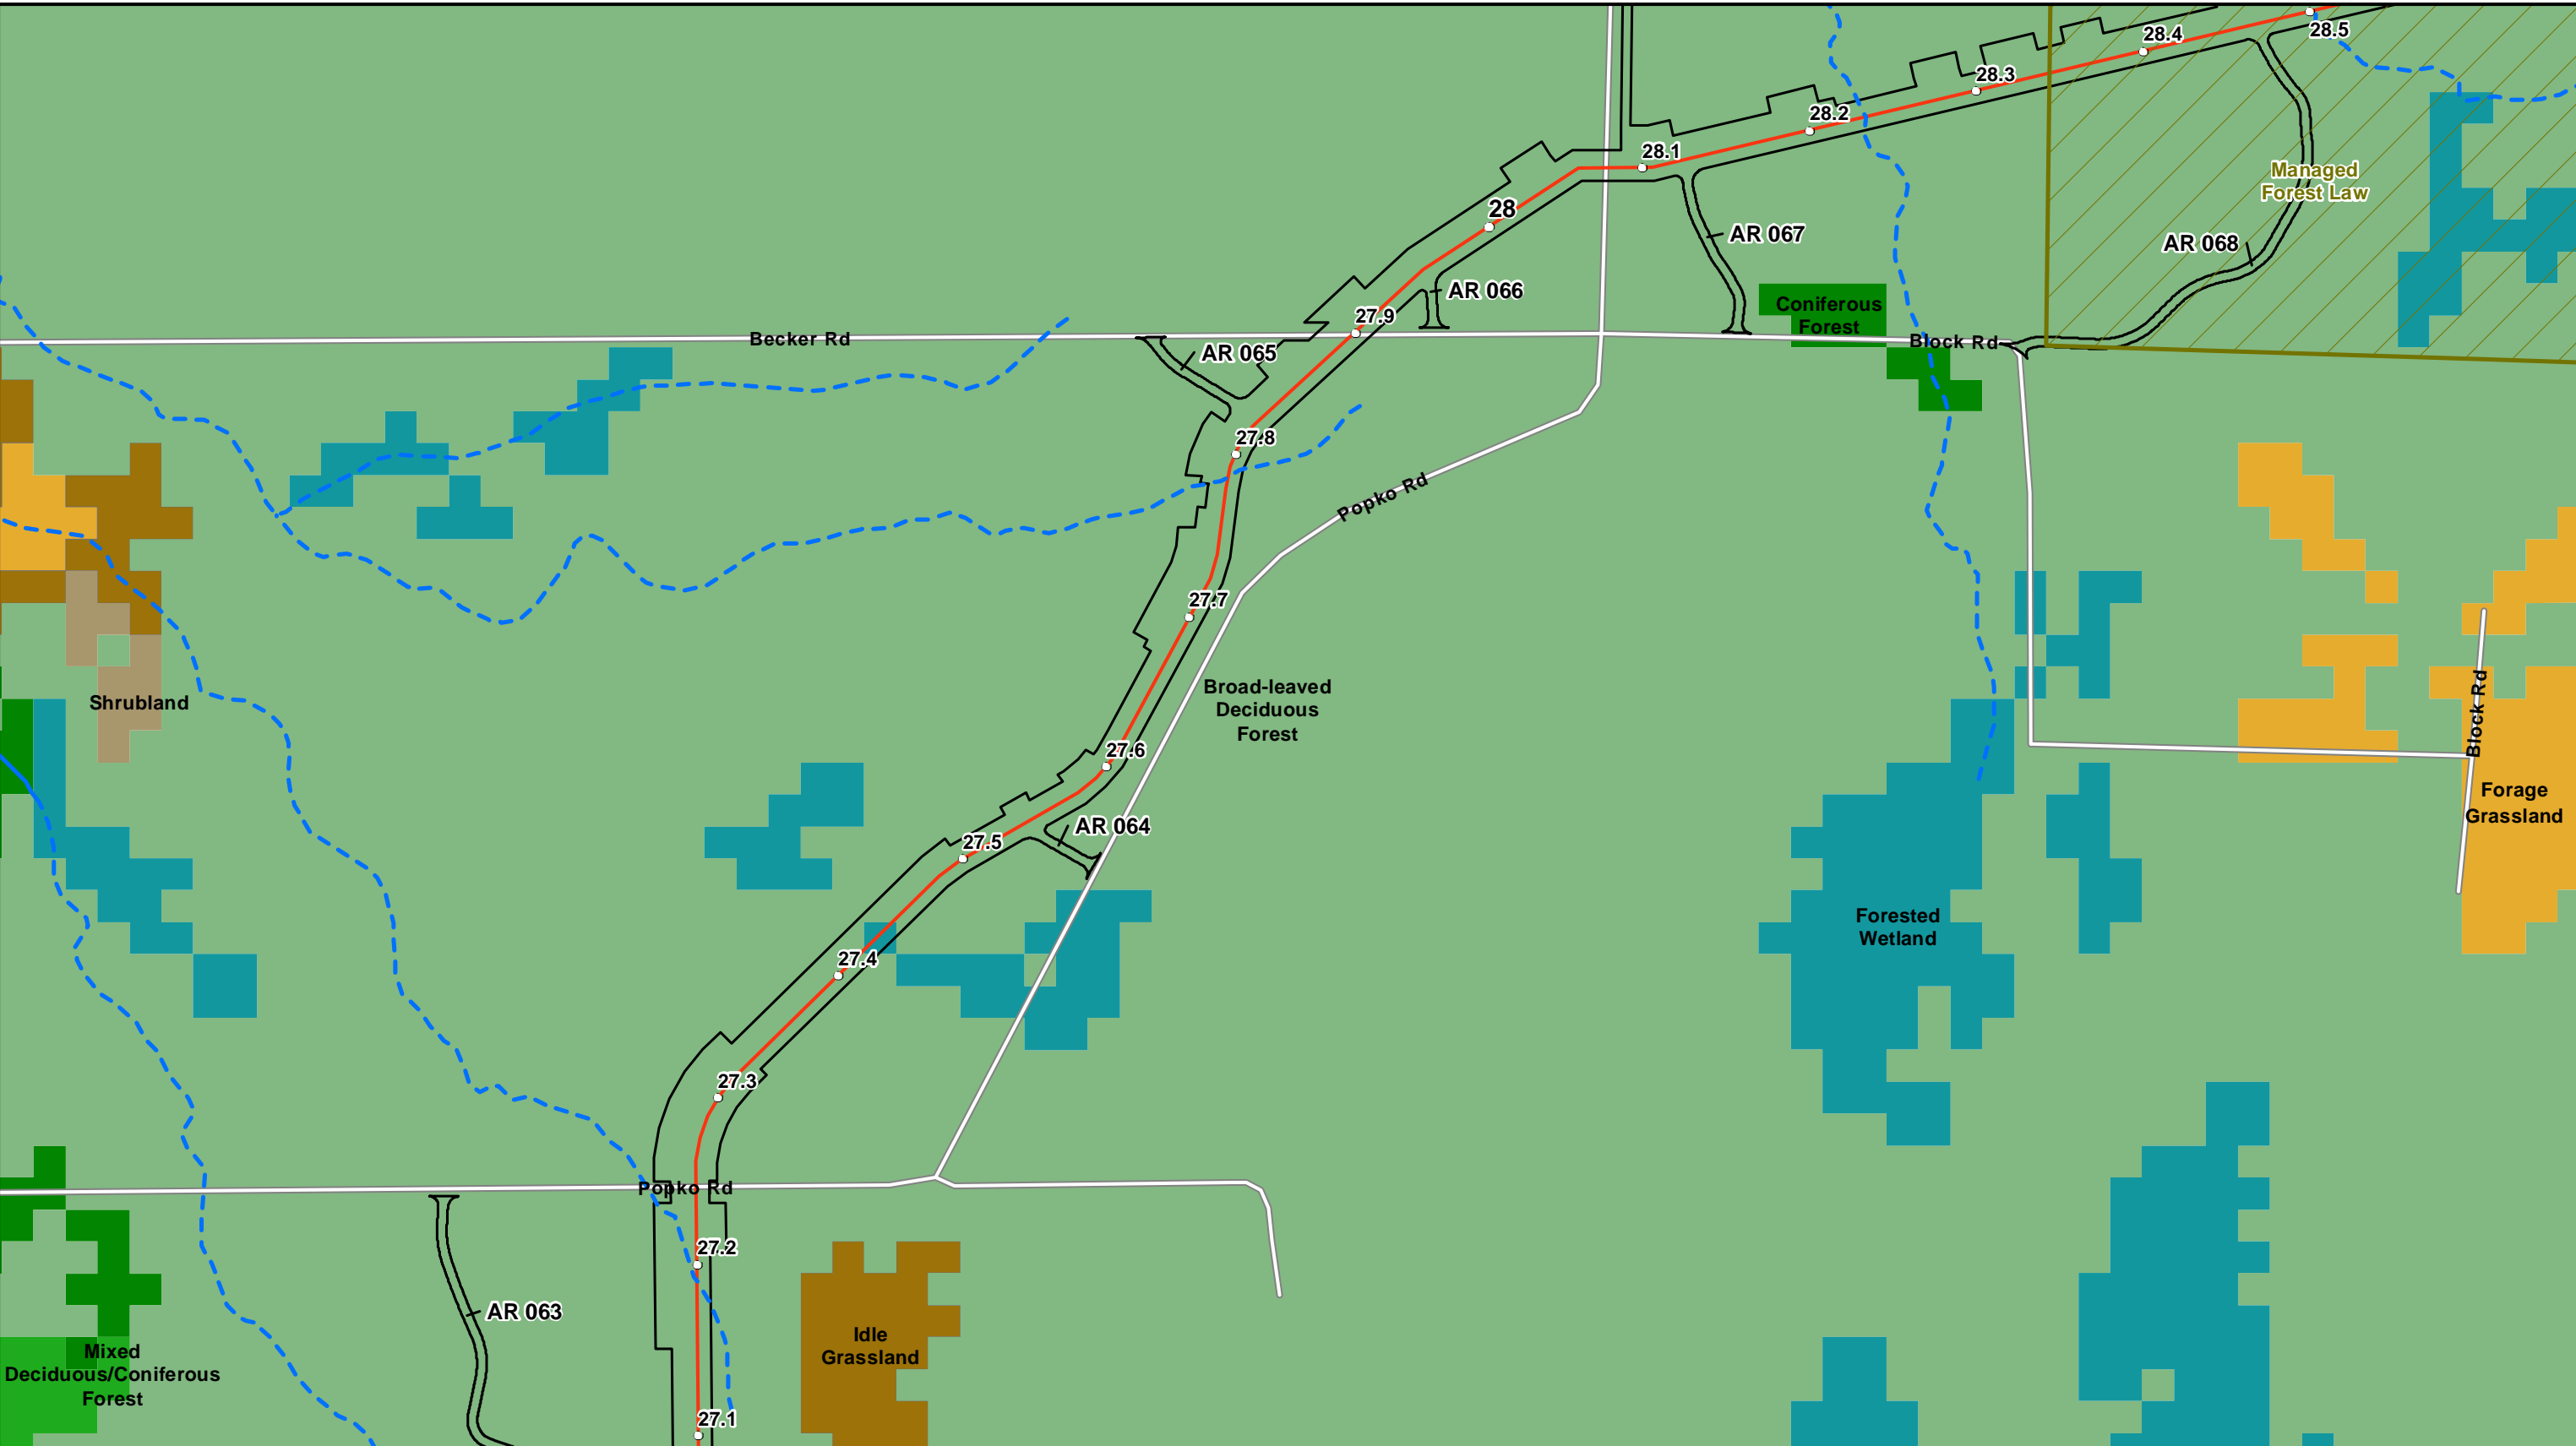 28.5
28.4
28.3
28.2
28.1
Managed
Forest Law
28
AR 067
AR 068
AR 066
Coniferous
Forest
27.9
Becker Rd
Block Rd
AR 065
27.8
Popko Rd
27.7
Broad-leaved
Deciduous
Forest
Shrubland
Block Rd
27.6
Forage
Grassland
AR 064
27.5
Forested
Wetland
27.4
27.3
Popko Rd
27.2
AR 063
Idle
Grassland
Mixed
Deciduous/Coniferous
Forest
27.1